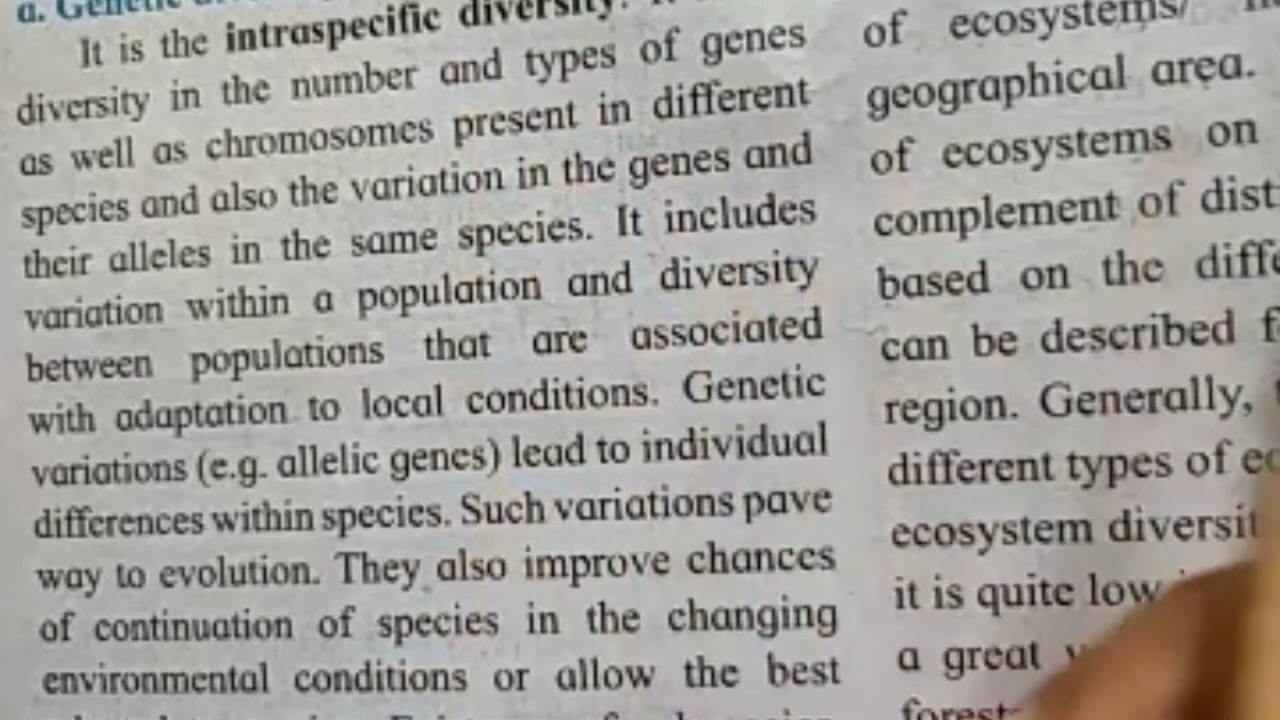 a. Genetic
It is the intraspecific diversity.
diversity in the number and types of genes
as well as chromosomes present in different
species and also the variation in the genes and
their alleles in the same species. It includes
variation within a population and diversity
between populations that are associated
with adaptation to local conditions. Genetic
variations (e.g. allelic genes) lead to individual
differences within species. Such variations pave
way to evolution. They also improve chances
of continuation of species in the changing
environmental conditions or allow the best
of ecosystems/
geographical area.
of ecosystems on
complement of dist
based on the diffe
can be described f
region. Generally,
different types of ec
ecosystem diversit
it is quite low
a great
forest